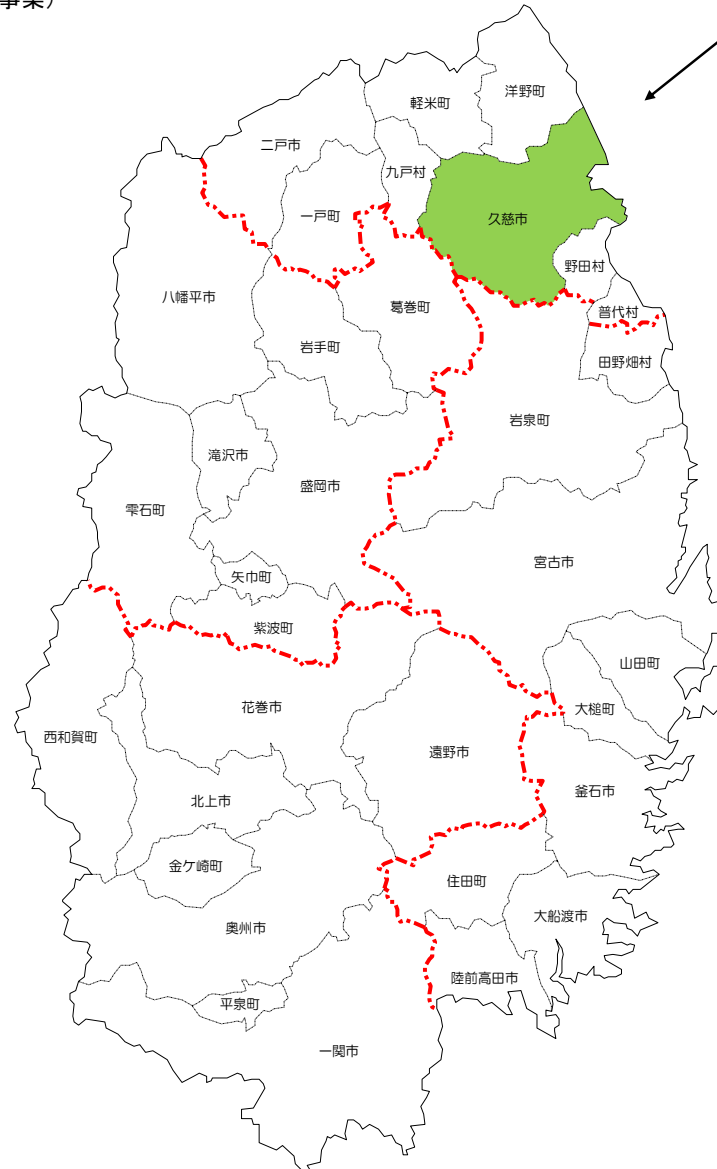 事業）
洋野町
軽米町
二戸市
九戸村
一戸町
久慈市
野田村
八幡平市
葛巻町
普代村
岩手町
田野畑村
岩泉町
滝沢市
盛岡市
雫石町
宮古市
矢巾町
紫波町
山田町
花巻市
大槌町
西和賀町
遠野市
釜石市
北上市
金ケ崎町
住田町
大船渡市
奥州市
陸前高田市
平泉町
一関市